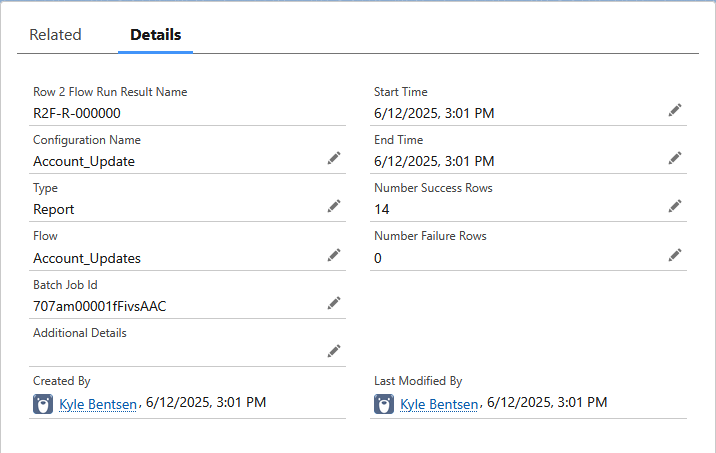 Related
Details
Row 2 Flow Run Result Name
R2F-R-000000
Start Time
6/12/2025, 3:01 PM
Configuration Name
Account_Update
End Time
6/12/2025, 3:01 PM
Type
Report
Number Success Rows
14
Flow
Account_Updates
Number Failure Rows
0
Batch Job Id
707am00001fFivsAAC
Additional Details
Created By
Kyle Bentsen, 6/12/2025, 3:01 PM
Last Modified By
Kyle Bentsen, 6/12/2025, 3:01 PM